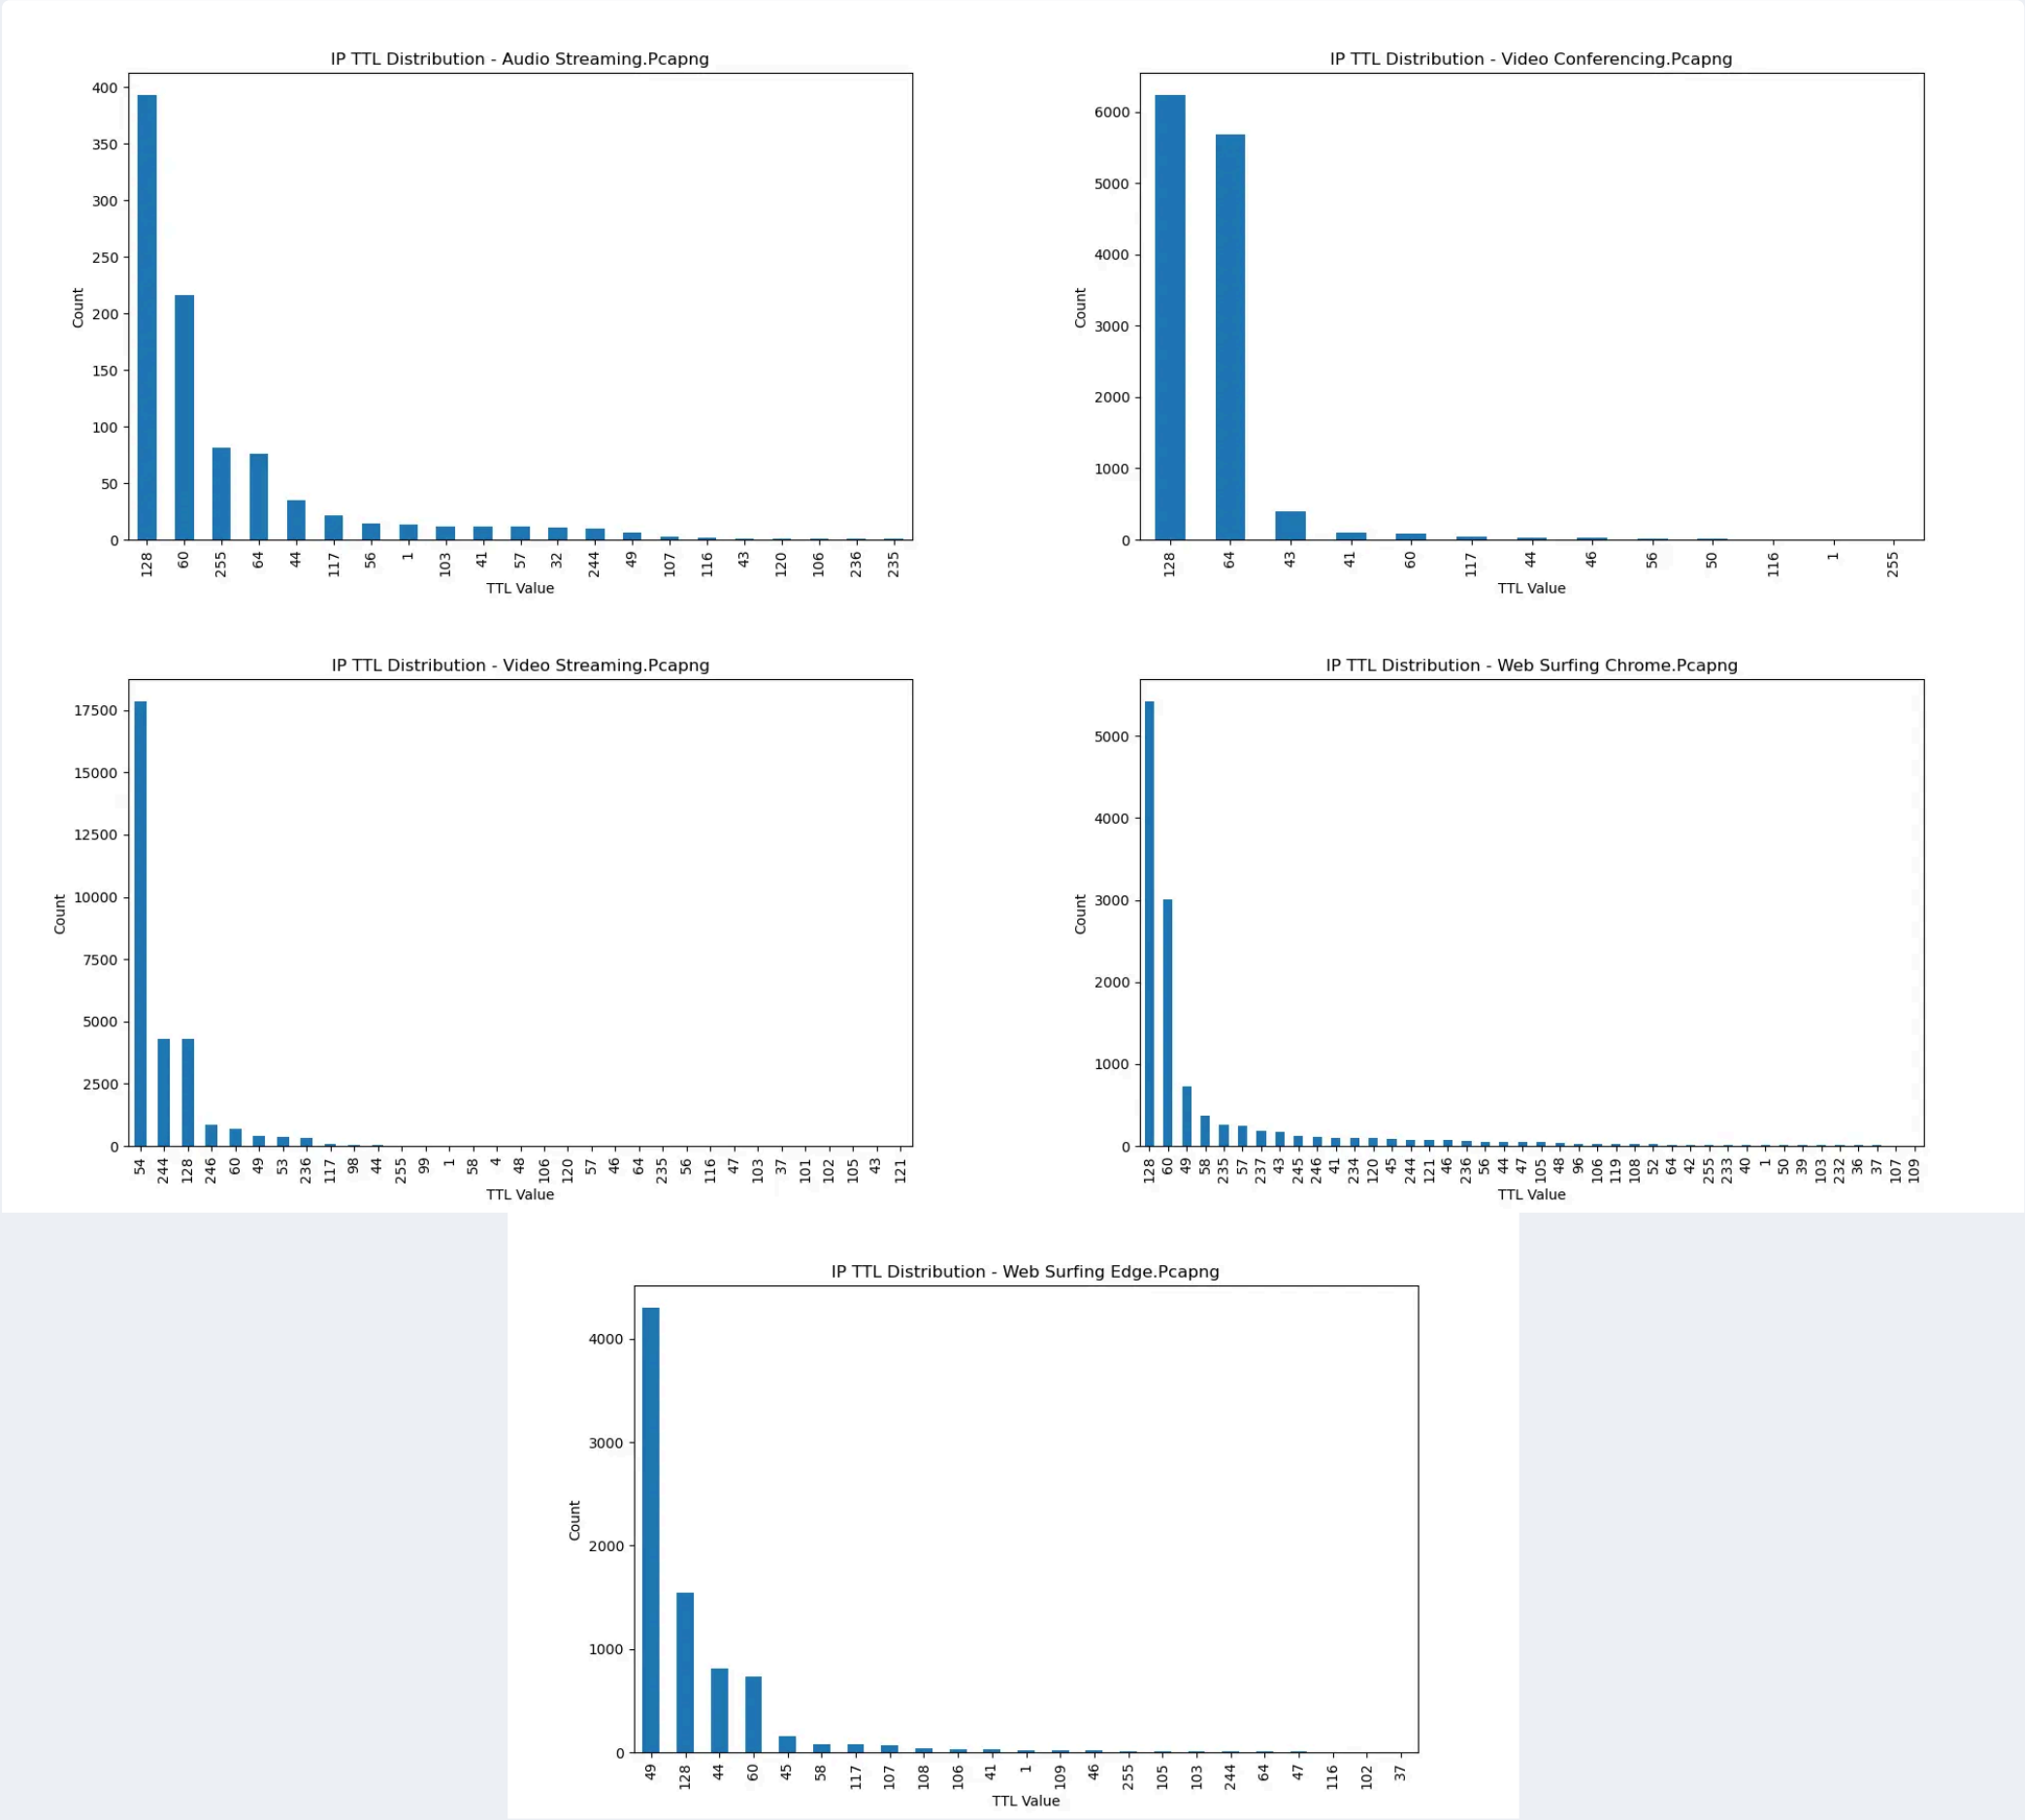 IP TTL Distribution - Audio Streaming.Pcapng
400
350
300
250
200
150
100
50
0
Count
128 60 255 64 44 117 56 1 103 41 57 32 244 49 107 116 43 120 106 236 235
TTL Value
IP TTL Distribution - Video Conferencing.Pcapng
6000
5000
4000
3000
2000
1000
0
Count
128 64 43 41 60 117 44 46 56 50 116 1 255
TTL Value
IP TTL Distribution - Video Streaming.Pcapng
17500
15000
12500
10000
7500
5000
2500
0
Count
54 244 128 246 60 49 53 236 117 98 44 255 99 1 58 4 48 106 120 57 46 64 235 56 116 47 103 37 101 102 105 43 121
TTL Value
IP TTL Distribution - Web Surfing Chrome.Pcapng
5000
4000
3000
2000
1000
0
Count
128 60 49 58 235 57 237 43 245 246 41 234 120 45 244 121 46 236 56 44 47 105 48 96 106 119 108 52 64 42 255 233 40 1 50 39 103 232 36 37 107 109
TTL Value
IP TTL Distribution - Web Surfing Edge.Pcapng
4000
3000
2000
1000
0
Count
49 128 44 60 45 58 117 107 108 106 41 1 109 46 255 105 103 244 64 47 116 102 37
TTL Value